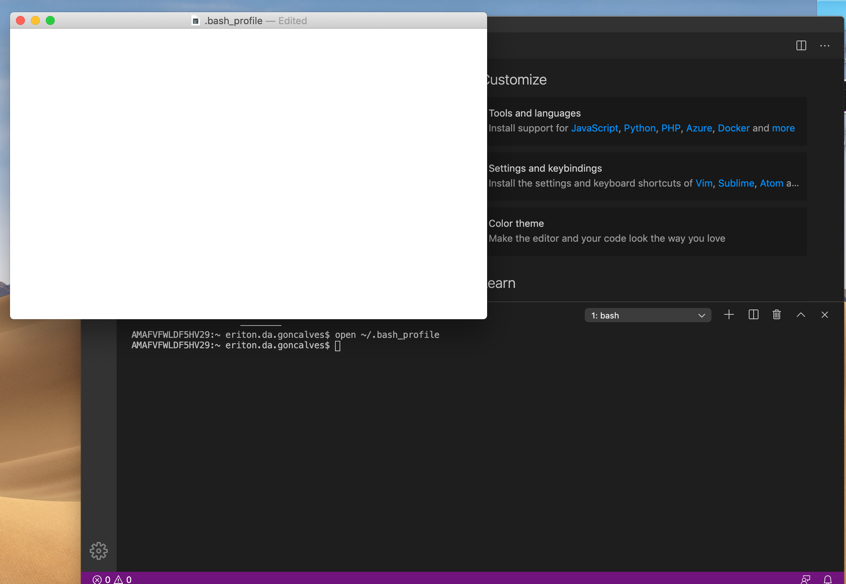 .bash_profile — Edited
Customize
Tools and languages
Install support for JavaScript, Python, PHP, Azure, Docker and more
Settings and keybindings
Install the settings and keyboard shortcuts of Vim, Sublime, Atom a...
Color theme
Make the editor and your code look the way you love
earn
1: bash
AMAFVFWLDF5HV29:~ eriton.da.goncalves$ open ~/.bash_profile
AMAFVFWLDF5HV29:~ eriton.da.goncalves$
0 0